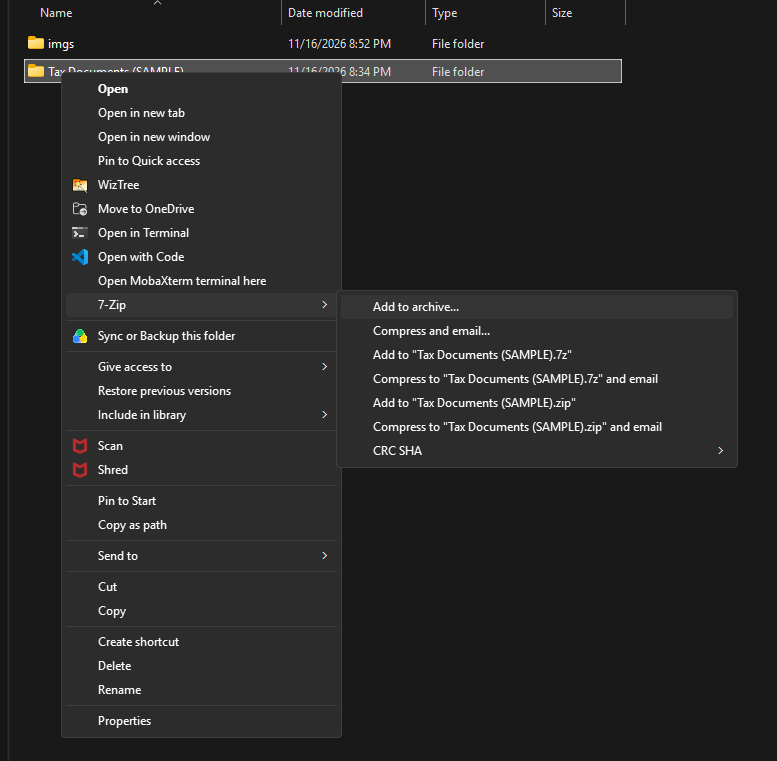 Name Date modified Type Size
imgs 11/16/2026 8:52 PM File folder
Tax Documents (SAMPLE) 11/16/2026 8:34 PM File folder
Open
Open in new tab
Open in new window
Pin to Quick access
WizTree
Move to OneDrive
Open in Terminal
Open with Code
Open MobaXterm terminal here
7-Zip
Sync or Backup this folder
Give access to
Restore previous versions
Include in library
Scan
Shred
Pin to Start
Copy as path
Send to
Cut
Copy
Create shortcut
Delete
Rename
Properties
Add to archive...
Compress and email...
Add to "Tax Documents (SAMPLE).7z"
Compress to "Tax Documents (SAMPLE).7z" and email
Add to "Tax Documents (SAMPLE).zip"
Compress to "Tax Documents (SAMPLE).zip" and email
CRC SHA